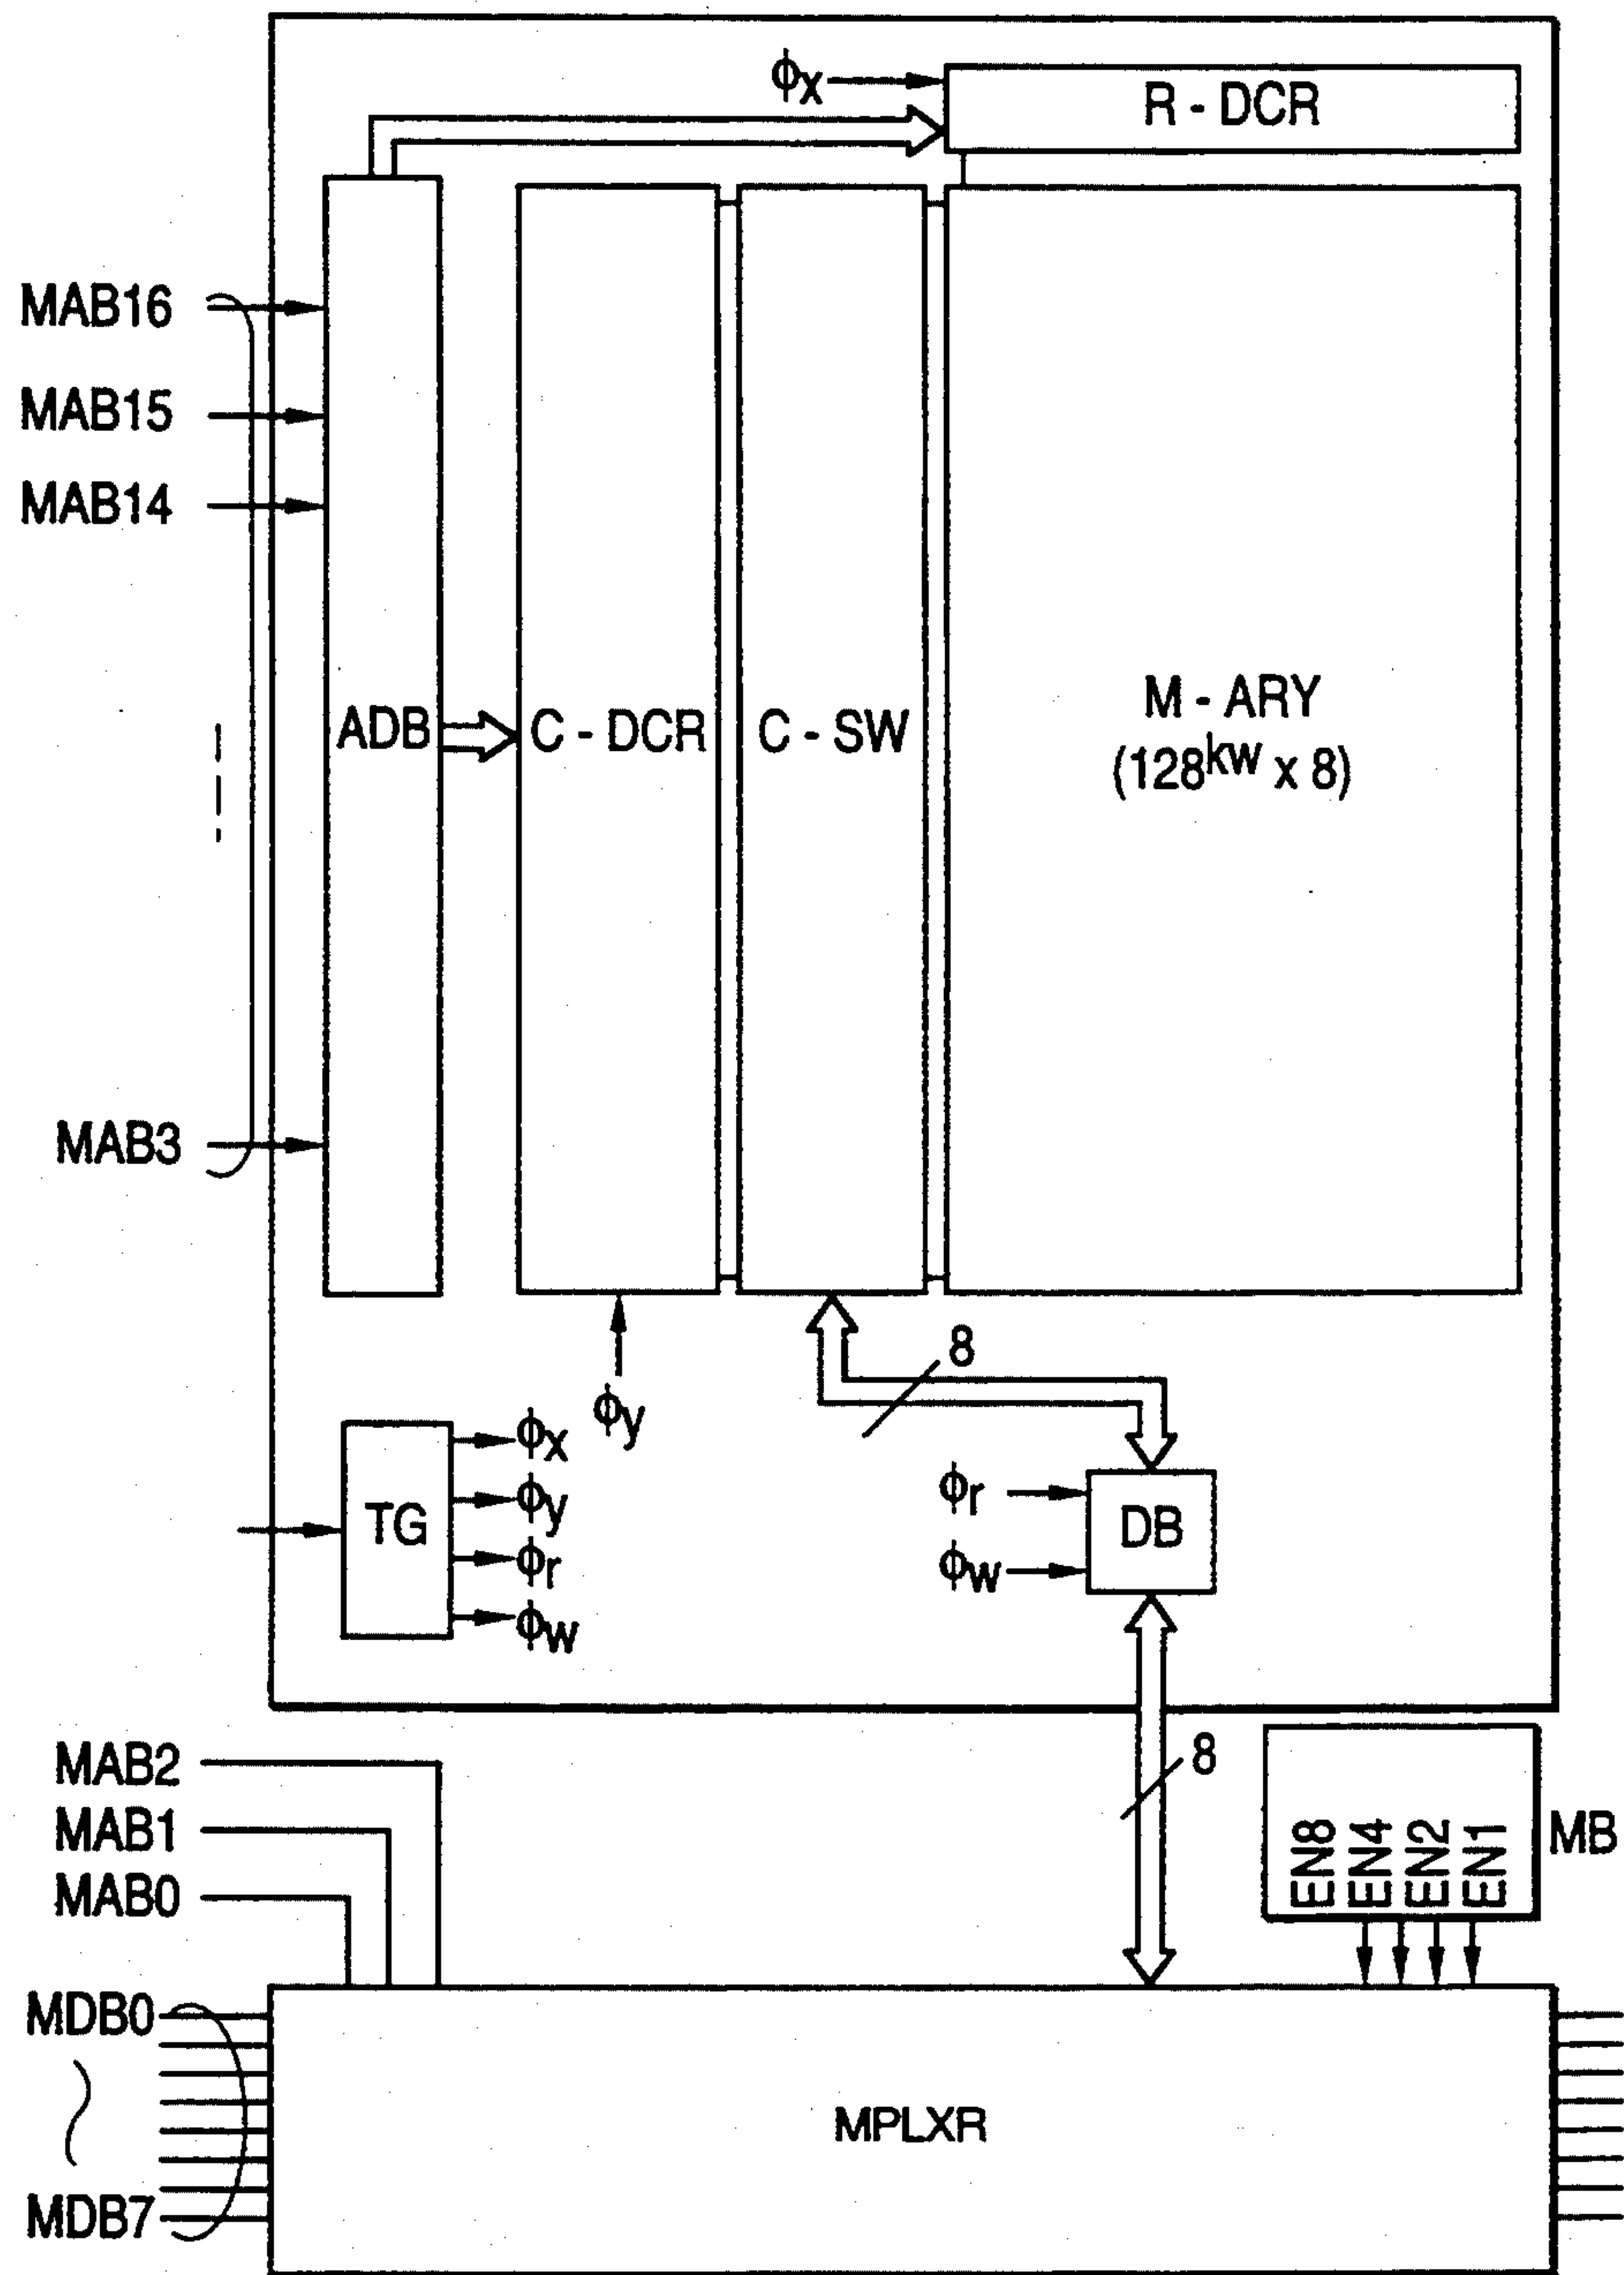 ϕx
R - DCR
MAB16
MAB15
MAB14
MAB3
ADB
C - DCR
C - SW
M - ARY
(128kw x 8)
8
ϕy
TG
ϕx
ϕy
ϕr
ϕw
ϕr
ϕw
DB
8
MAB2
MAB1
MAB0
EN8
EN4
EN2
EN1
MB
MDB0
MDB7
MPLXR